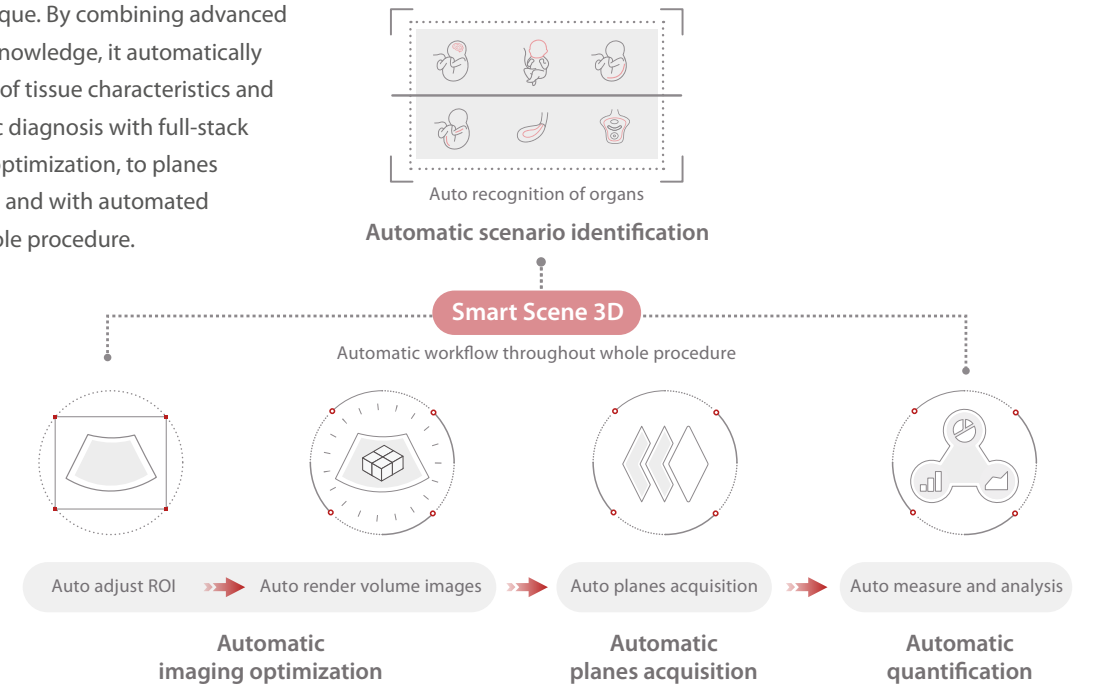 que. By combining advanced
nowledge, it automatically
of tissue characteristics and
c diagnosis with full-stack
optimization, to planes
and with automated
ole procedure.
Auto recognition of organs
Automatic scenario identification
Smart Scene 3D
Automatic workflow throughout whole procedure
Auto adjust ROI
Auto render volume images
Auto planes acquisition
Auto measure and analysis
Automatic
imaging optimization
Automatic
planes acquisition
Automatic
quantification